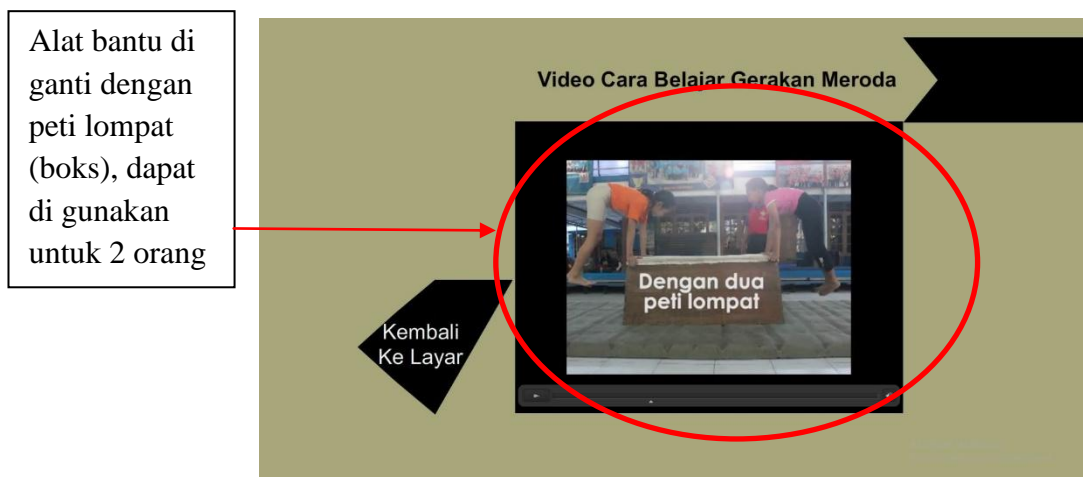 Alat bantu di
ganti dengan
peti lompat
(boks), dapat
di gunakan
untuk 2 orang
Video Cara Belajar Gerakan Meroda
Dengan dua
peti lompat
Kembali
Ke Layar